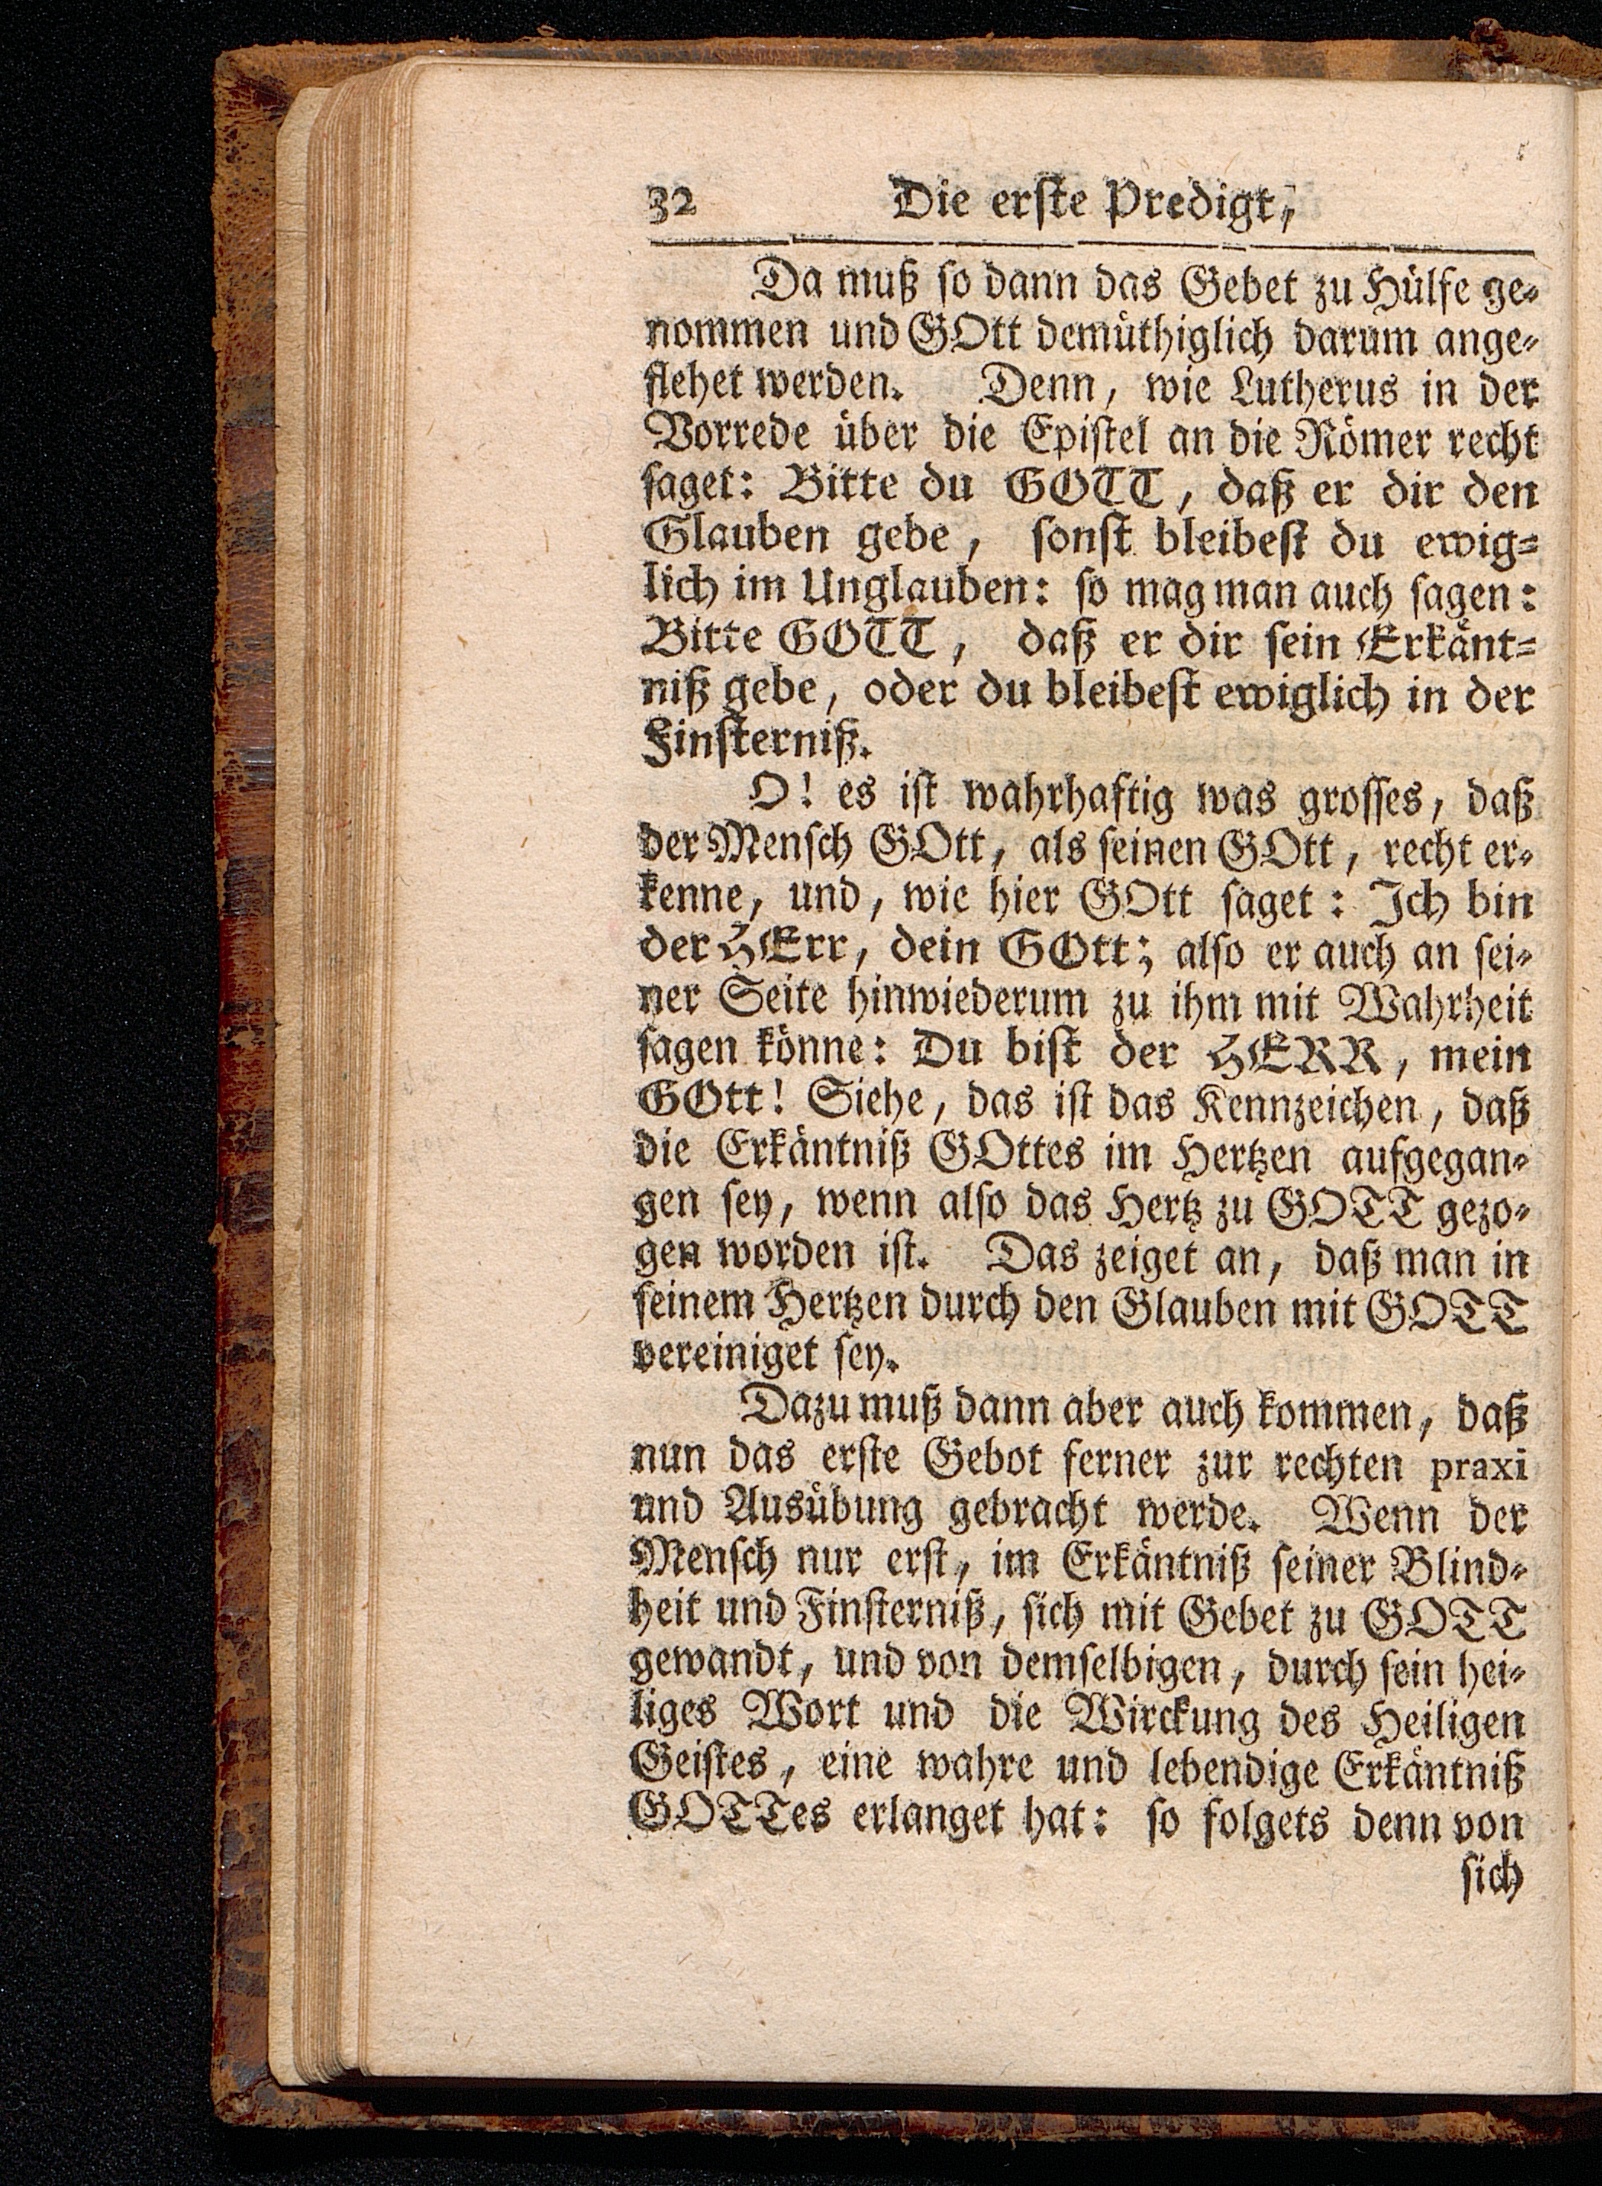 32 Die erste Predigt,
Da muß so dann das Gebet zu Hülfe ge-
nommen und GOtt demüthiglich darum ange-
flehet werden. Denn, wie Lutherus in der
Vorrede über die Epistel an die Römer recht
saget: Bitte du GOTT, daß er dir den
Glauben gebe, sonst bleibest du ewig-
lich im Unglauben: so mag man auch sagen:
Bitte GOTT, daß er dir sein Erkänt-
niß gebe, oder du bleibest ewiglich in der
Finsterniß.
O! es ist wahrhaftig was grosses, daß
der Mensch GOtt, als seinen GOtt, recht er-
kenne, und, wie hier GOtt saget: Ich bin
der HErr, dein GOtt; also er auch an sei-
ner Seite hinwiederum zu ihm mit Wahrheit
sagen könne: Du bist der HERR, mein
GOtt! Siehe, das ist das Kennzeichen, daß
die Erkäntniß GOttes im Hertzen aufgegan-
gen sey, wenn also das Hertz zu GOTT gezo-
gen worden ist. Das zeiget an, daß man in
seinem Hertzen durch den Glauben mit GOTT
vereiniget sey.
Dazu muß dann aber auch kommen, daß
nun das erste Gebot ferner zur rechten praxi
und Ausübung gebracht werde. Wenn der
Mensch nur erst, im Erkäntniß seiner Blind-
heit und Finsterniß, sich mit Gebet zu GOTT
gewandt, und von demselbigen, durch sein hei-
liges Wort und die Wirckung des Heiligen
Geistes, eine wahre und lebendige Erkäntniß
GOTTes erlanget hat: so folgets denn von
sich